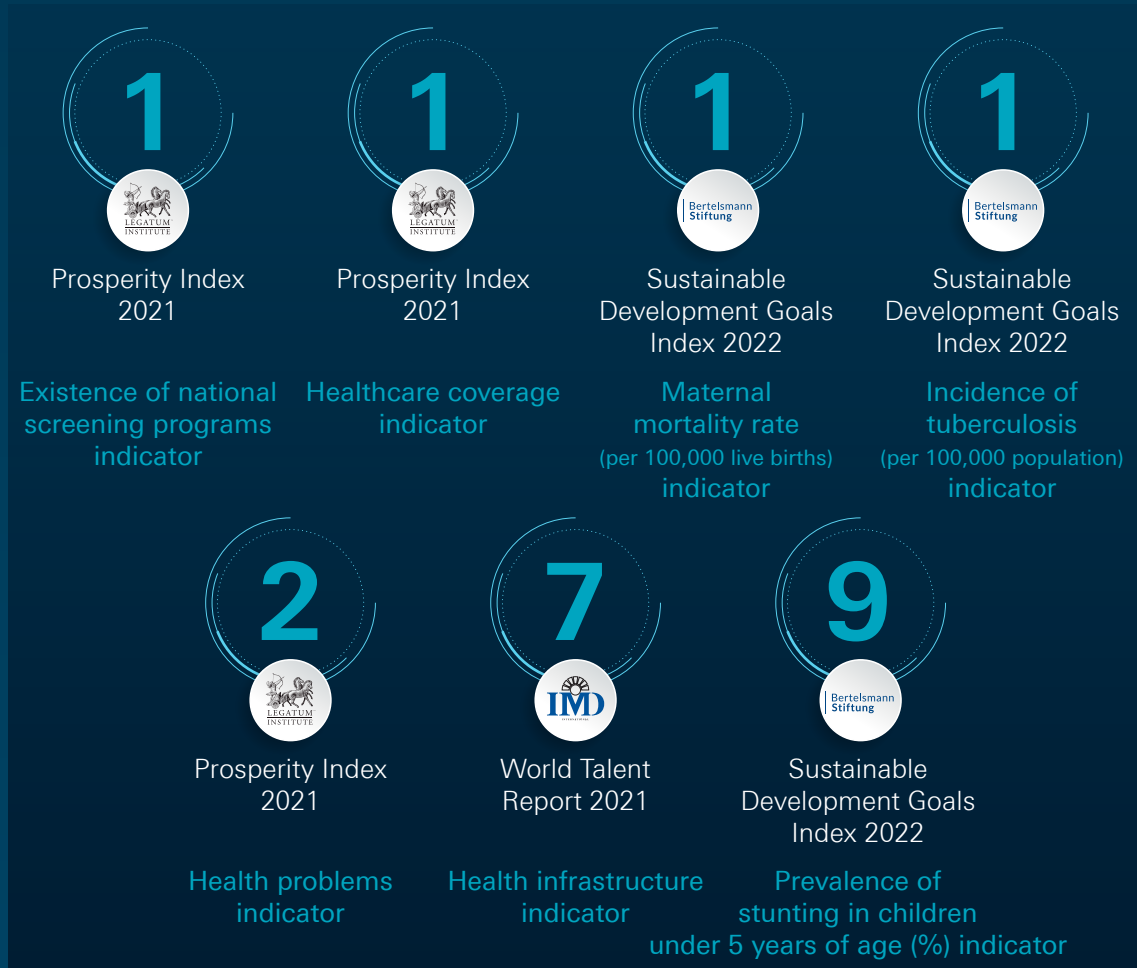 1
LEGATUM
INSTITUTE
Prosperity Index
2021
Existence of national
screening programs
indicator
1
LEGATUM
INSTITUTE
Prosperity Index
2021
Healthcare coverage
indicator
1
Bertelsmann
Stiftung
Sustainable
Development Goals
Index 2022
Maternal
mortality rate
(per 100,000 live births)
indicator
1
Bertelsmann
Stiftung
Sustainable
Development Goals
Index 2022
Incidence of
tuberculosis
(per 100,000 population)
indicator
2
LEGATUM
INSTITUTE
Prosperity Index
2021
Health problems
indicator
7
IMD
World Talent
Report 2021
Health infrastructure
indicator
9
Bertelsmann
Stiftung
Sustainable
Development Goals
Index 2022
Prevalence of
stunting in children
under 5 years of age (%) indicator